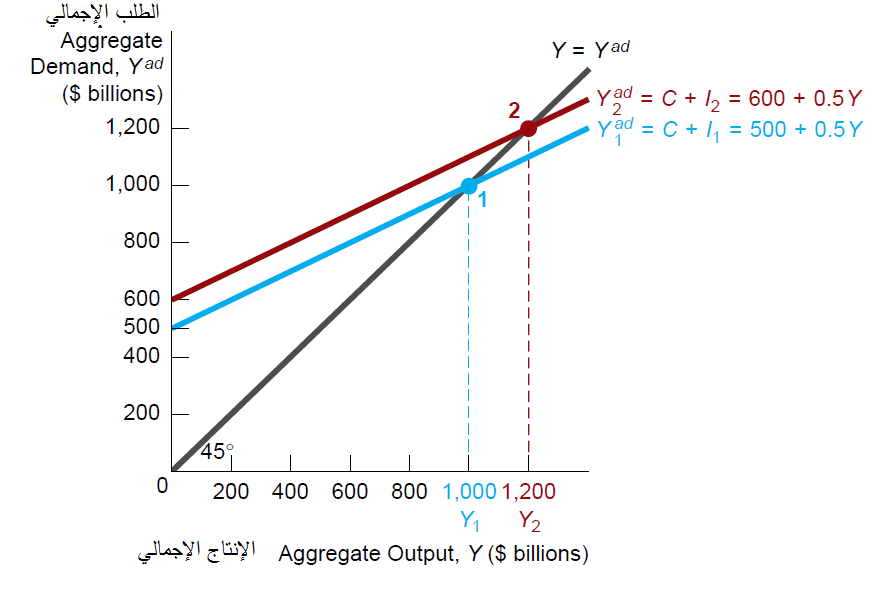 الطلب الإجمالي
Aggregate
Demand, Yad
($ billions)
Y = Yad
Y2ad = C + I2 = 600 + 0.5Y
Y1ad = C + I1 = 500 + 0.5Y
2
1
1,200
1,000
800
600
500
400
200
45°
0
200 400 600 800 1,000 1,200
Y1 Y2
الإنتاج الإجمالي Aggregate Output, Y ($ billions)